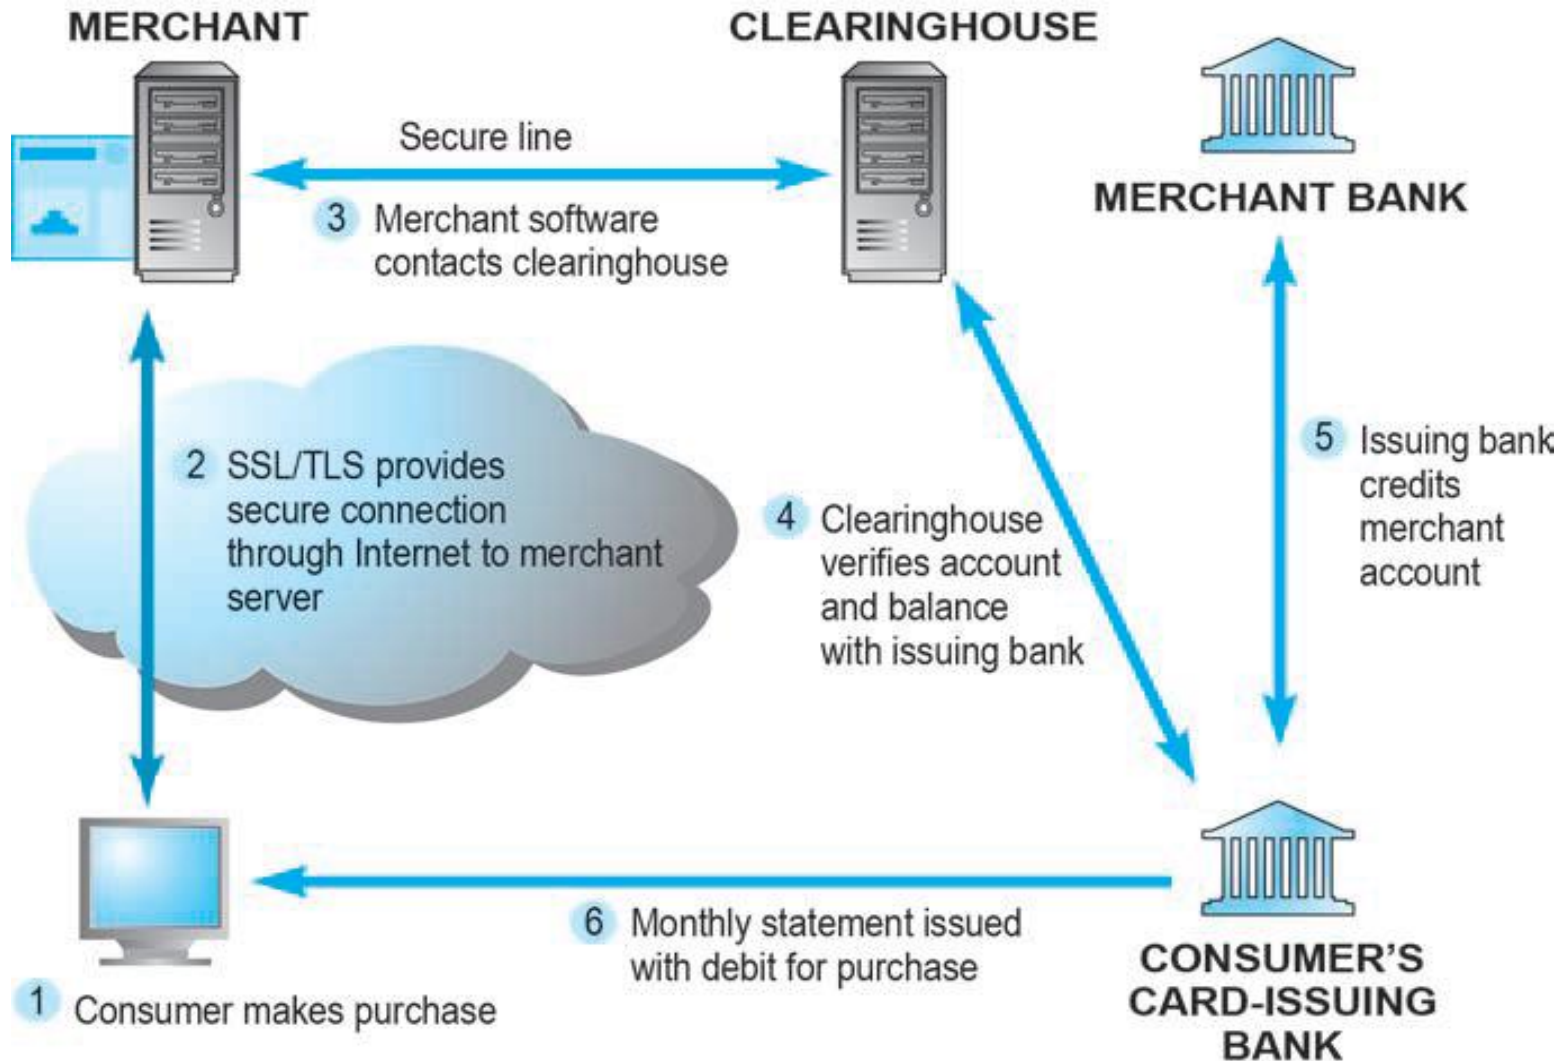 MERCHANT
CLEARINGHOUSE
Secure line
3 Merchant software
contacts clearinghouse
MERCHANT BANK
2 SSL/TLS provides
secure connection
through Internet to merchant
server
4 Clearinghouse
verifies account
and balance
with issuing bank
5 Issuing bank
credits
merchant
account
6 Monthly statement issued
with debit for purchase
1 Consumer makes purchase
CONSUMER'S
CARD-ISSUING
BANK